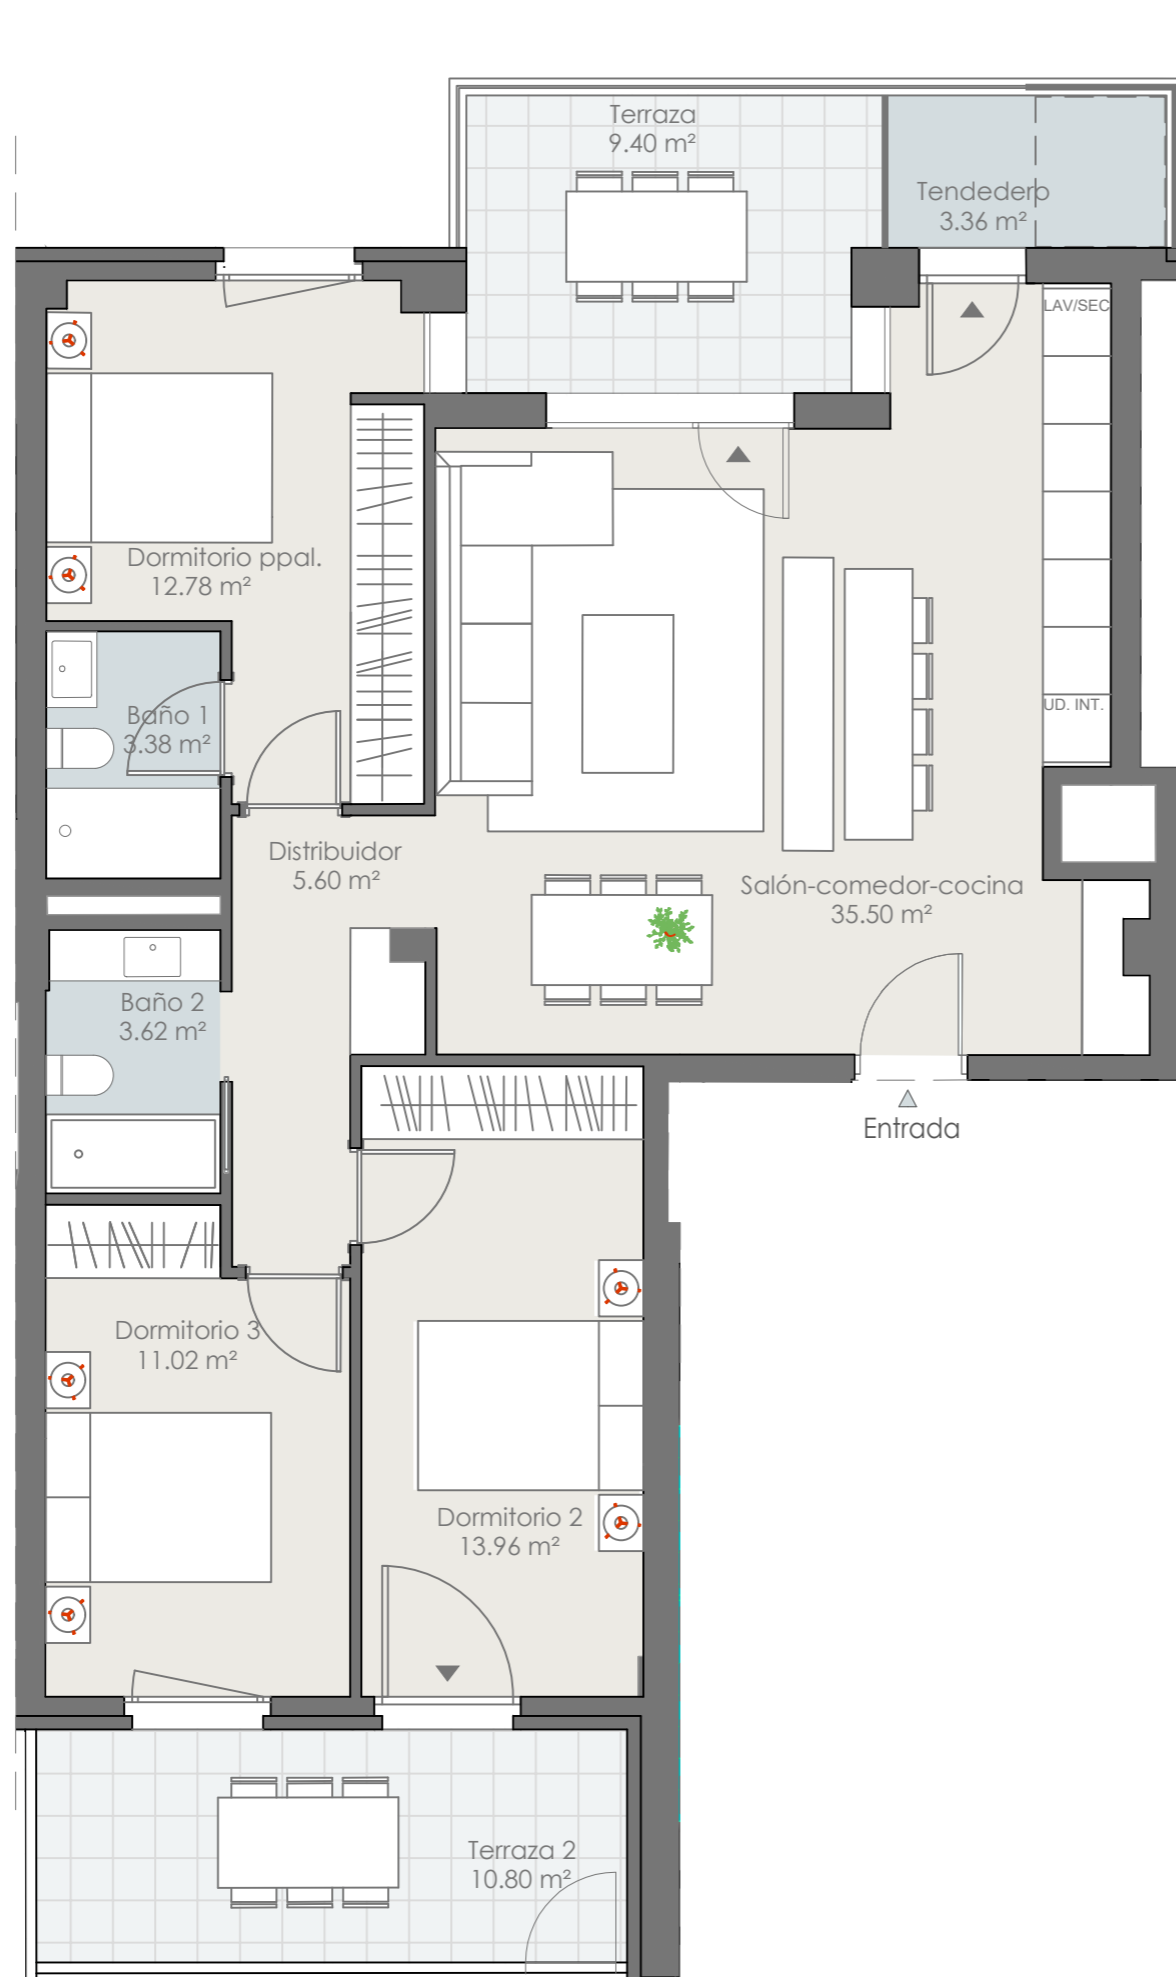 Terraza
9.40 m²
Tendedero
3.36 m²
LAV/SEC
Dormitorio ppal.
12.78 m²
UD. INT.
Baño 1
3.38 m²
Distribuidor
5.60 m²
Salón-comedor-cocina
35.50 m²
Baño 2
3.62 m²
Entrada
Dormitorio 3
11.02 m²
Dormitorio 2
13.96 m²
Terraza 2
10.80 m²